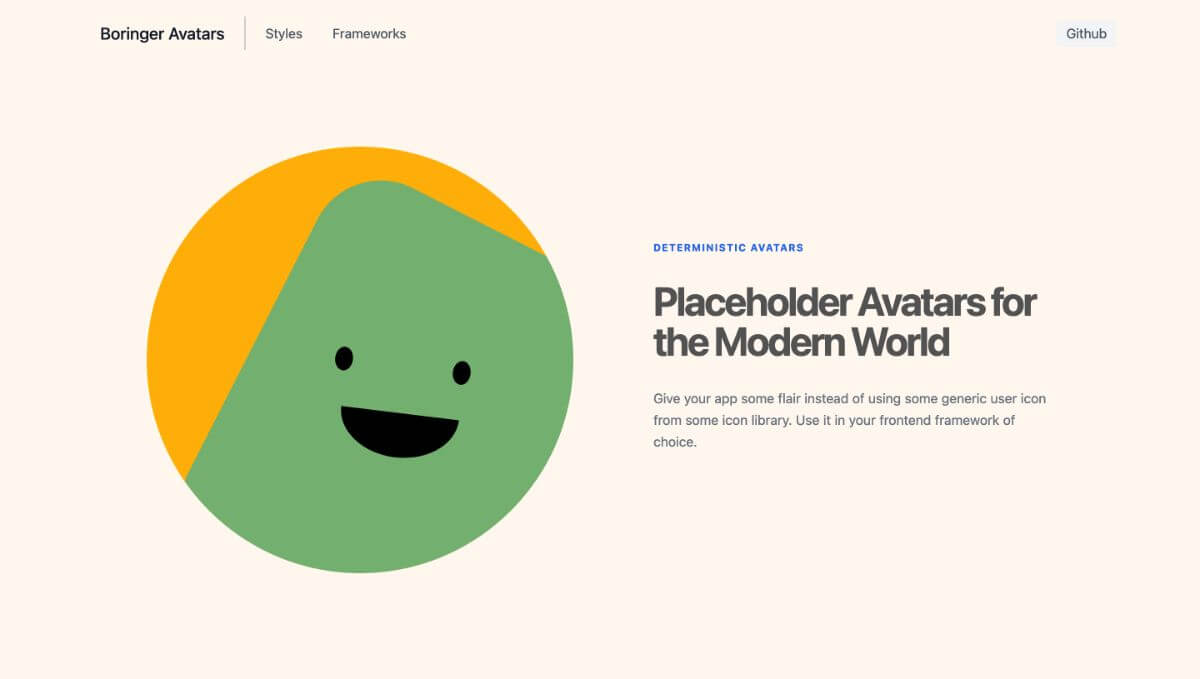 Boringer Avatars
Styles
Frameworks
Github
DETERMINISTIC AVATARS
Placeholder Avatars for
the Modern World
Give your app some flair instead of using some generic user icon
from some icon library. Use it in your frontend framework of
choice.